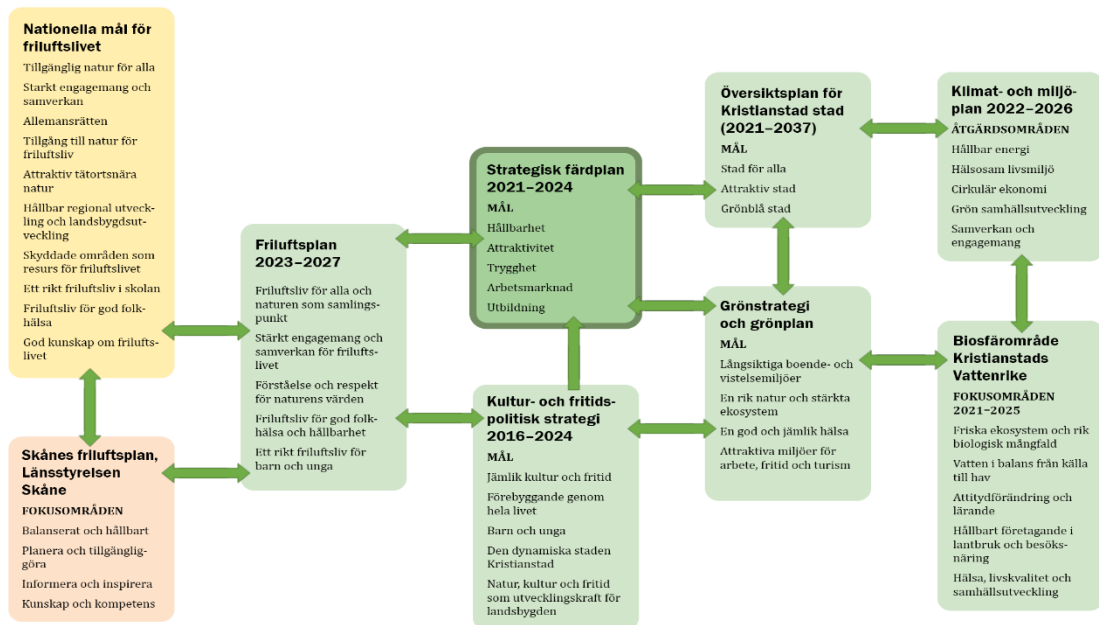 Nationella mål för
friluftslivet
Tillgänglig natur för alla
Starkt engagemang och
samverkan
Allemansrätten
Tillgång till natur för
friluftsliv
Attraktiv tätortsnära
natur
Hållbar regional utveck-
ling och landsbygdsut-
veckling
Skyddade områden som
resurs för friluftslivet
Ett rikt friluftsliv i skolan
Friluftsliv för god folk-
hälsa
God kunskap om frilufts-
livet
Skånes friluftsplan,
Länsstyrelsen
Skåne
FOKUSOMRÅDEN
Balanserat och hållbart
Planera och tillgänglig-
göra
Informera och inspirera
Kunskap och kompetens
Friluftsplan
2023–2027
Friluftsliv för alla och
naturen som samlings-
punkt
Stärkt engagemang och
samverkan för frilufts-
livet
Förståelse och respekt
för naturens värden
Friluftsliv för god folk-
hälsa och hållbarhet
Ett rikt friluftsliv för
barn och unga
Strategisk färdplan
2021–2024
MÅL
Hållbarhet
Attraktivitet
Trygghet
Arbetsmarknad
Utbildning
Kultur- och fritids-
politisk strategi
2016–2024
MÅL
Jämlik kultur och fritid
Förebyggande genom
hela livet
Barn och unga
Den dynamiska staden
Kristianstad
Natur, kultur och fritid
som utvecklingskraft för
landsbygden
Översiktsplan för
Kristianstad stad
(2021–2037)
MÅL
Stad för alla
Attraktiv stad
Grönblå stad
Grönstrategi
och grönplan
MÅL
Långsiktiga boende- och
vistelsemiljöer
En rik natur och stärkta
ekosystem
En god och jämlik hälsa
Attraktiva miljöer för
arbete, fritid och turism
Klimat- och miljö-
plan 2022–2026
ÅTGÄRDSOMRÅDEN
Hållbar energi
Hälsosam livsmiljö
Cirkulär ekonomi
Grön samhällsutveckling
Samverkan och
engagemang
Biosfärområde
Kristianstads
Vattenrike
FOKUSOMRÅDEN
2021–2025
Friska ekosystem och rik
biologisk mångfald
Vatten i balans från källa
till hav
Attitydförändring och
lärande
Hållbart företagande i
lantbruk och besöks-
näring
Hälsa, livskvalitet och
samhällsutveckling